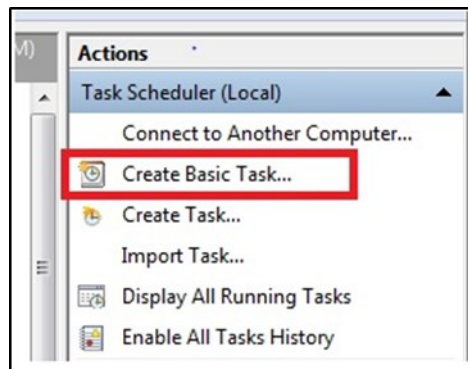 M)
Actions
Task Scheduler (Local)
Connect to Another Computer...
Create Basic Task...
Create Task...
Import Task...
Display All Running Tasks
Enable All Tasks History